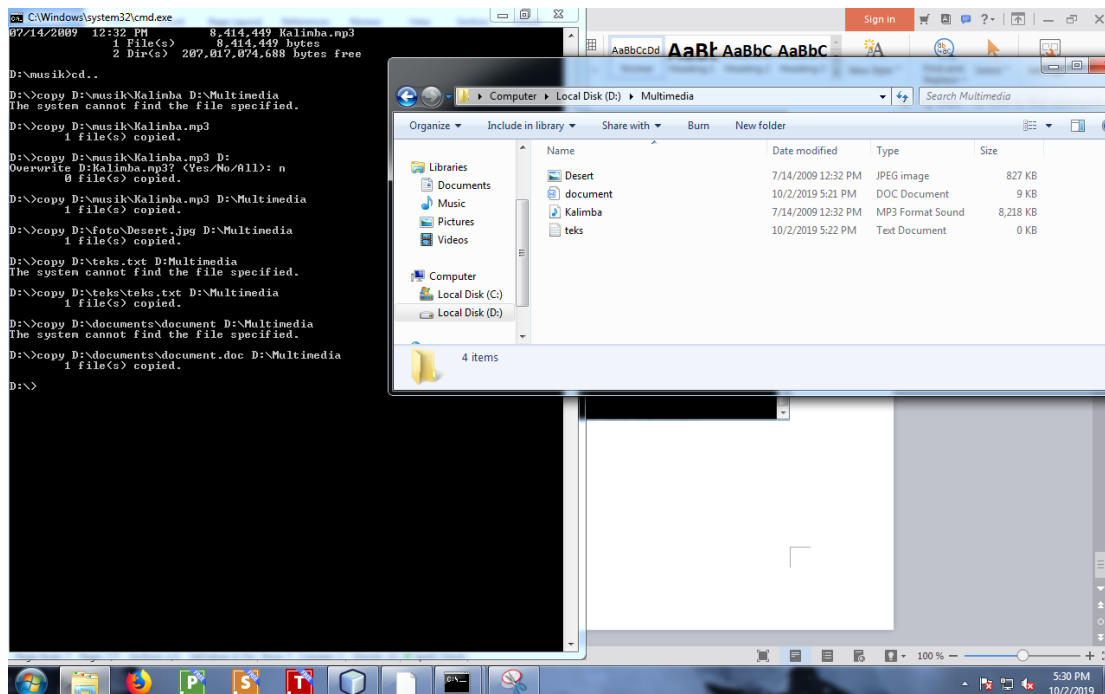 C:\Windows\system32\cmd.exe
07/14/2009  12:32 PM         8,414,449 Kalimba.mp3
1 File(s)      8,414,449 bytes
2 Dir(s)  207,017,074,688 bytes free
D:\musik>cd..
D:\>copy D:\musik\Kalimba D:\Multimedia
The system cannot find the file specified.
D:\>copy D:\musik\Kalimba.mp3
1 file(s) copied.
D:\>copy D:\musik\Kalimba.mp3 D:
Overwrite D:Kalimba.mp3? (Yes/No/All): n
0 file(s) copied.
D:\>copy D:\musik\Kalimba.mp3 D:\Multimedia
1 file(s) copied.
D:\>copy D:\foto\Desert.jpg D:\Multimedia
1 file(s) copied.
D:\>copy D:\teks.txt D:Multimedia
The system cannot find the file specified.
D:\>copy D:\teks\teks.txt D:\Multimedia
1 file(s) copied.
D:\>copy D:\documents\document D:\Multimedia
The system cannot find the file specified.
D:\>copy D:\documents\document.doc D:\Multimedia
1 file(s) copied.
D:\>
Sign in
AaBbCcDd AaBb AaBbC AaBbC
Computer Local Disk (D:) Multimedia
Search Multimedia
Organize Include in library Share with Burn New folder
Name Date modified Type Size
Desert 7/14/2009 12:32 PM JPEG image 827 KB
document 10/2/2019 5:21 PM DOC Document 9 KB
Kalimba 7/14/2009 12:32 PM MP3 Format Sound 8,218 KB
teks 10/2/2019 5:22 PM Text Document 0 KB
Libraries
Documents
Music
Pictures
Videos
Computer
Local Disk (C:)
Local Disk (D:)
4 items
100 %
P S T
5:30 PM
10/2/2019